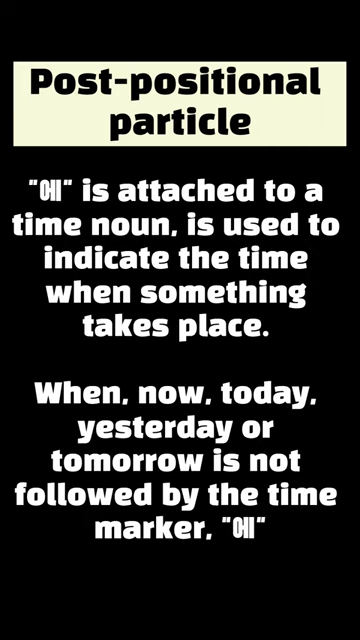 Post-positional
particle
"에" is attached to a
time noun, is used to
indicate the time
when something
takes place.
When, now, today,
yesterday or
tomorrow is not
followed by the time
marker, "에"